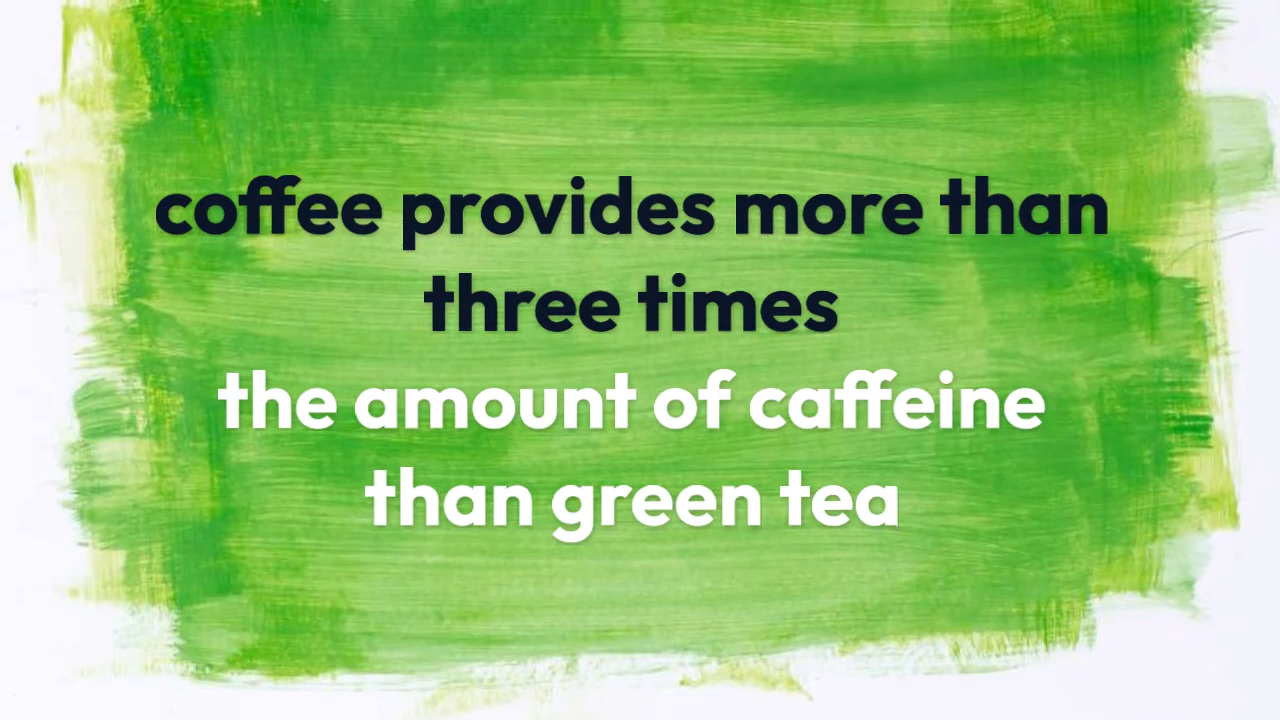 coffee provides more than
three times
the amount of caffeine
than green tea